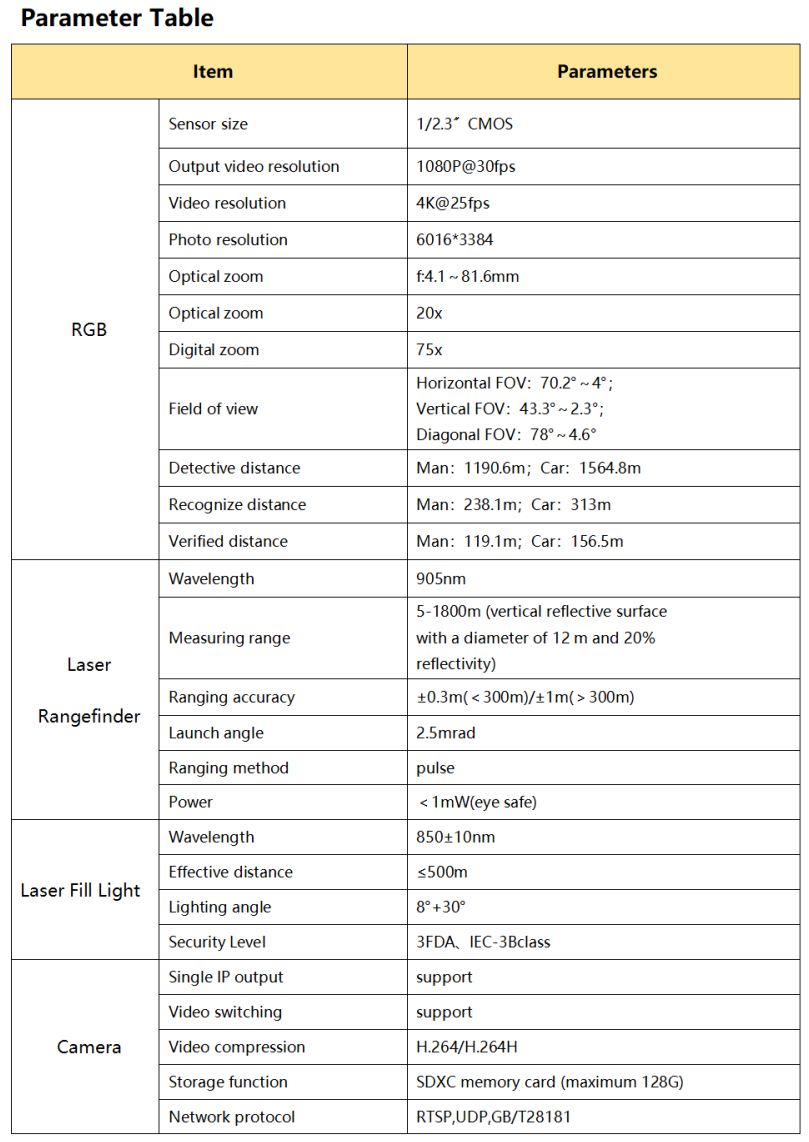 Parameter Table
Item Parameters
RGB
Sensor size 1/2.3″ CMOS
Output video resolution 1080P@30fps
Video resolution 4K@25fps
Photo resolution 6016*3384
Optical zoom f:4.1~81.6mm
Optical zoom 20x
Digital zoom 75x
Field of view
Horizontal FOV: 70.2°~4°;
Vertical FOV: 43.3°~2.3°;
Diagonal FOV: 78°~4.6°
Detective distance Man: 1190.6m; Car: 1564.8m
Recognize distance Man: 238.1m; Car: 313m
Verified distance Man: 119.1m; Car: 156.5m
Laser
Rangefinder
Wavelength 905nm
Measuring range
5-1800m (vertical reflective surface
with a diameter of 12 m and 20%
reflectivity)
Ranging accuracy ±0.3m(<300m)/±1m(>300m)
Launch angle 2.5mrad
Ranging method pulse
Power <1mW(eye safe)
Laser Fill Light
Wavelength 850±10nm
Effective distance ≤500m
Lighting angle 8°+30°
Security Level 3FDA、IEC-3Bclass
Camera
Single IP output support
Video switching support
Video compression H.264/H.264H
Storage function SDXC memory card (maximum 128G)
Network protocol RTSP,UDP,GB/T28181